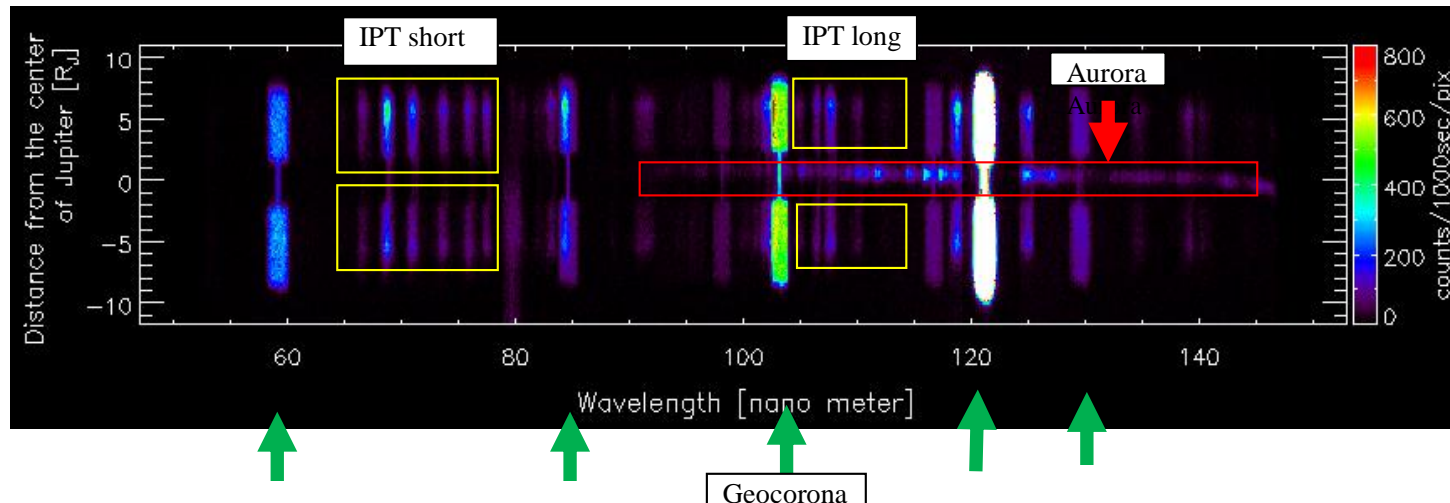 IPT short
IPT long
Aurora
Aurora
Distance from the center
of Jupiter [RJ]
10
5
0
-5
-10
60
80
100
120
140
Wavelength [nano meter]
800
600
400
200
0
counts/1000sec/pix
Geocorona